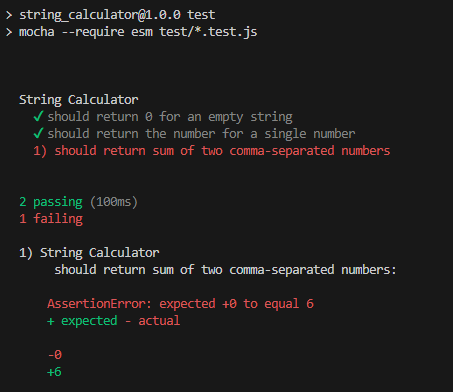 > string_calculator@1.0.0 test
> mocha --require esm test/*.test.js
String Calculator
✓ should return 0 for an empty string
✓ should return the number for a single number
1) should return sum of two comma-separated numbers
2 passing (100ms)
1 failing
1) String Calculator
should return sum of two comma-separated numbers:
AssertionError: expected +0 to equal 6
+ expected - actual
-0
+6